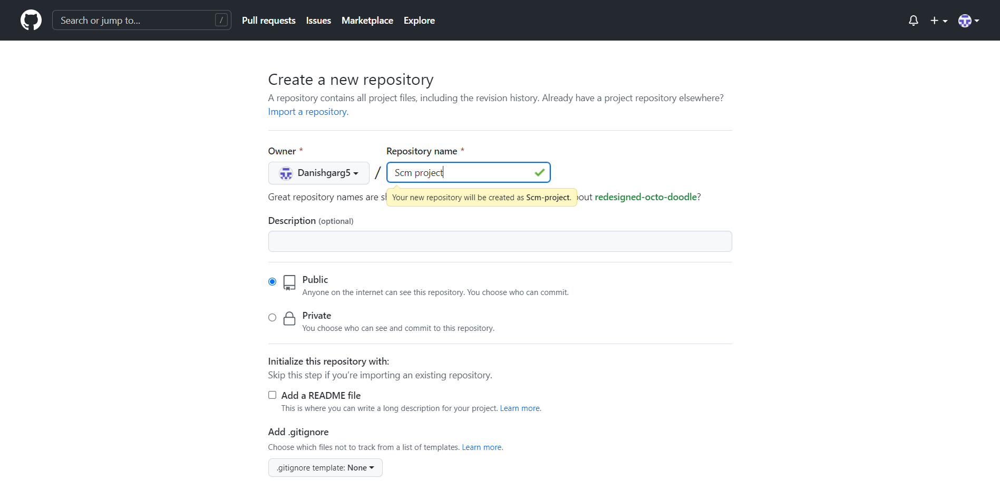 Search or jump to... / Pull requests Issues Marketplace Explore
Create a new repository
A repository contains all project files, including the revision history. Already have a project repository elsewhere?
Import a repository.
Owner * Repository name *
Danishgarg5 / Scm project
Great repository names are Your new repository will be created as Scm-project. redesigned-octo-doodle?
Description (optional)
Public
Anyone on the internet can see this repository. You choose who can commit.
Private
You choose who can see and commit to this repository.
Initialize this repository with:
Skip this step if you’re importing an existing repository.
Add a README file
This is where you can write a long description for your project. Learn more.
Add .gitignore
Choose which files not to track from a list of templates. Learn more.
.gitignore template: None